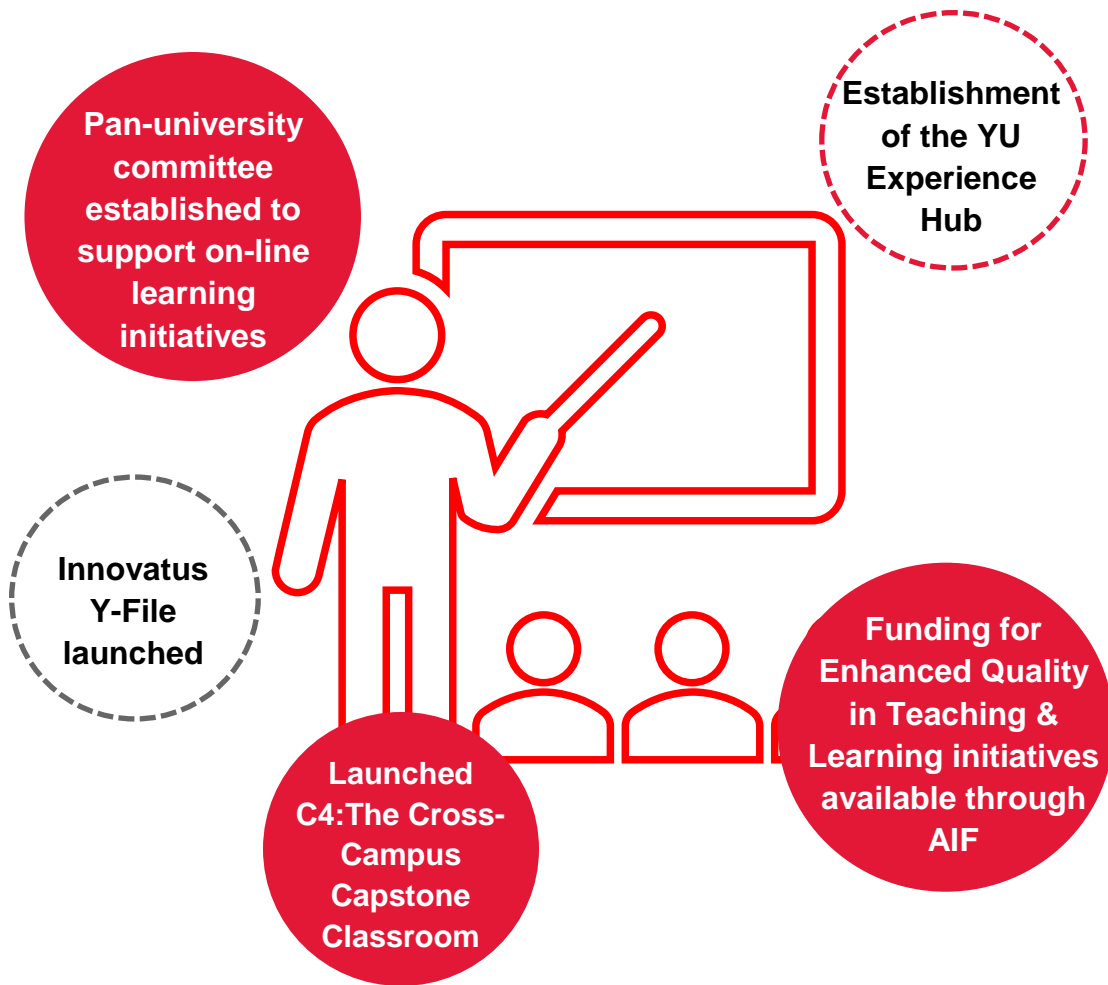 Pan-university
committee
established to
support on-line
learning
initiatives
Establishment
of the YU
Experience
Hub
Innovatus
Y-File
launched
Funding for
Enhanced Quality
in Teaching &
Learning initiatives
available through
AIF
Launched
C4:The Cross-
Campus
Capstone
Classroom